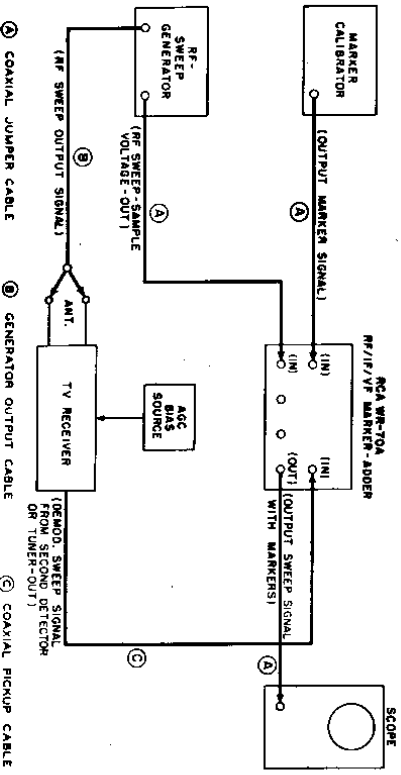 MARKER
CALIBRATOR
(OUTPUT MARKER SIGNAL)
A
RCA WR-70A
RF/IF/VF MARKER-ADDER
(IN)
(IN)
(IN)
(OUT)
SCOPE
RF-
SWEEP
GENERATOR
(RF SWEEP-SAMPLE
VOLTAGE-OUT)
A
(OUTPUT SWEEP SIGNAL
WITH MARKERS)
A
B
(RF SWEEP OUTPUT SIGNAL)
ANT.
TV RECEIVER
AGC
BIAS
SOURCE
(DEMOD. SWEEP SIGNAL
FROM SECOND DETECTOR
OR TUNER-OUT)
C
A COAXIAL JUMPER CABLE
B GENERATOR OUTPUT CABLE
C COAXIAL PICKUP CABLE